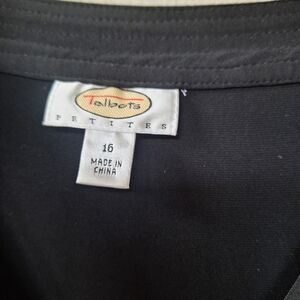 Talbots
PETITES
16
MADE IN
CHINA